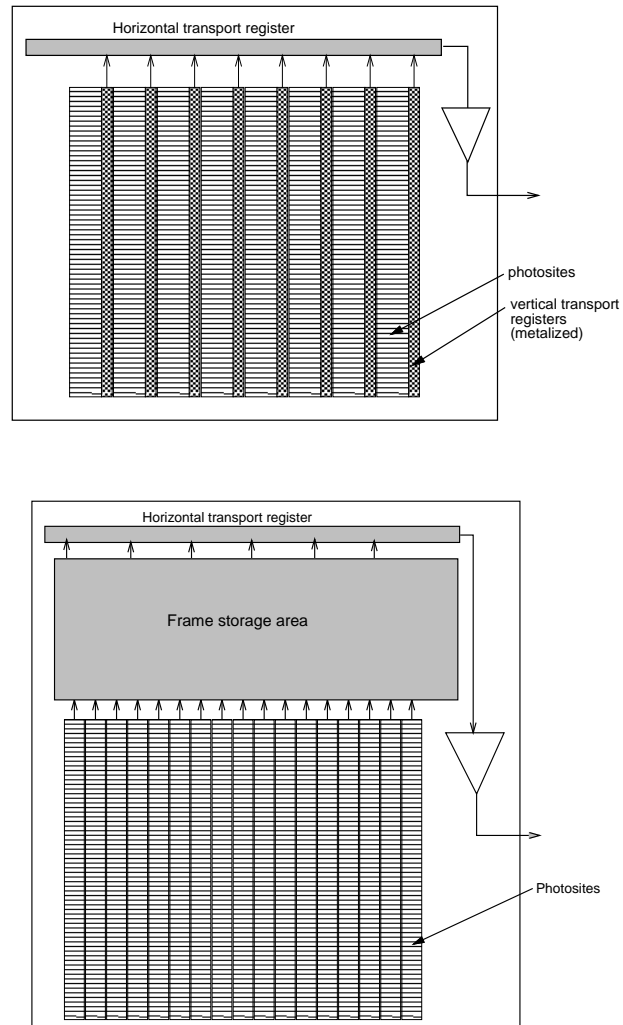 Horizontal transport register
photosites
vertical transport
registers
(metalized)
Horizontal transport register
Frame storage area
Photosites